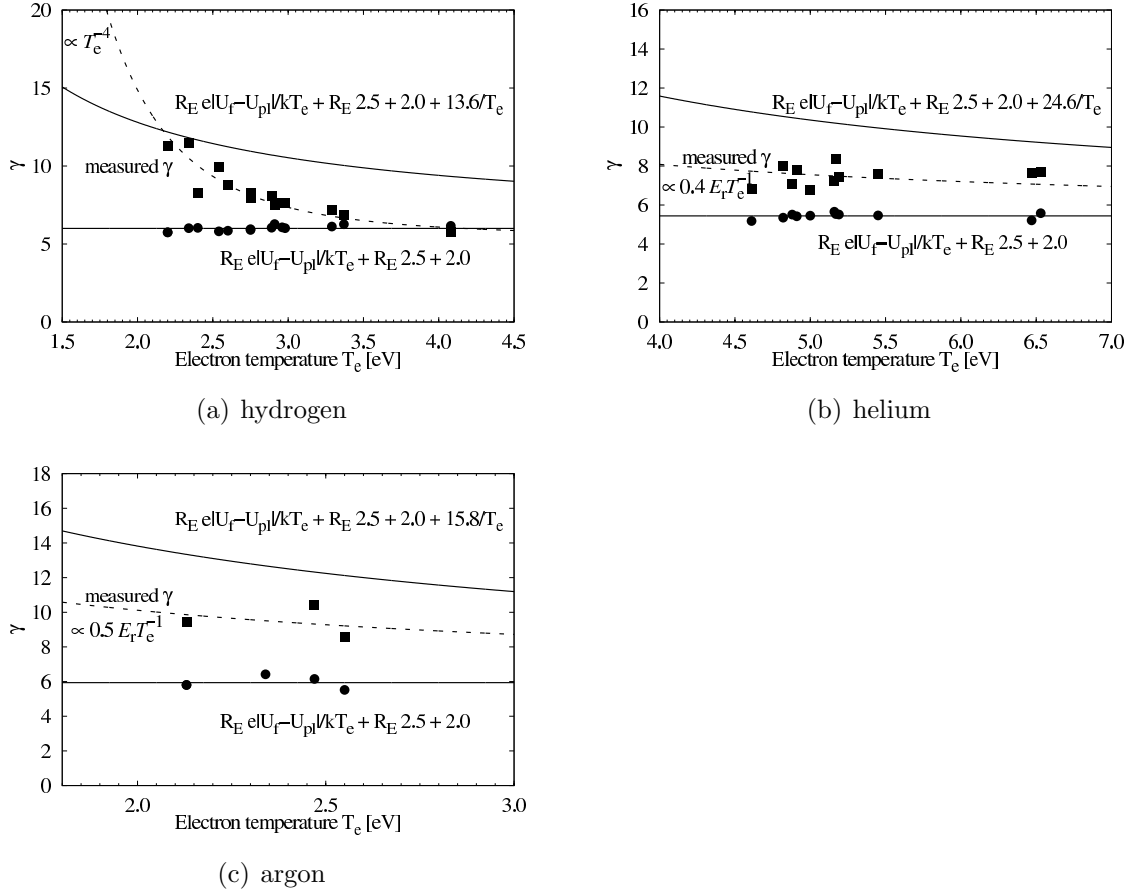 20
15
10
5
0
γ
∝ T_e^−4
R_E e|U_f−U_pl|/kT_e + R_E 2.5 + 2.0 + 13.6/T_e
measured γ
R_E e|U_f−U_pl|/kT_e + R_E 2.5 + 2.0
1.5 2.0 2.5 3.0 3.5 4.0 4.5
Electron temperature T_e [eV]
(a) hydrogen
16
14
12
10
8
6
4
2
0
γ
R_E e|U_f−U_pl|/kT_e + R_E 2.5 + 2.0 + 24.6/T_e
measured γ
∝ 0.4 E_r T_e^−1
R_E e|U_f−U_pl|/kT_e + R_E 2.5 + 2.0
4.0 4.5 5.0 5.5 6.0 6.5 7.0
Electron temperature T_e [eV]
(b) helium
18
16
14
12
10
8
6
4
2
0
γ
R_E e|U_f−U_pl|/kT_e + R_E 2.5 + 2.0 + 15.8/T_e
measured γ
∝ 0.5 E_r T_e^−1
R_E e|U_f−U_pl|/kT_e + R_E 2.5 + 2.0
2.0 2.5 3.0
Electron temperature T_e [eV]
(c) argon